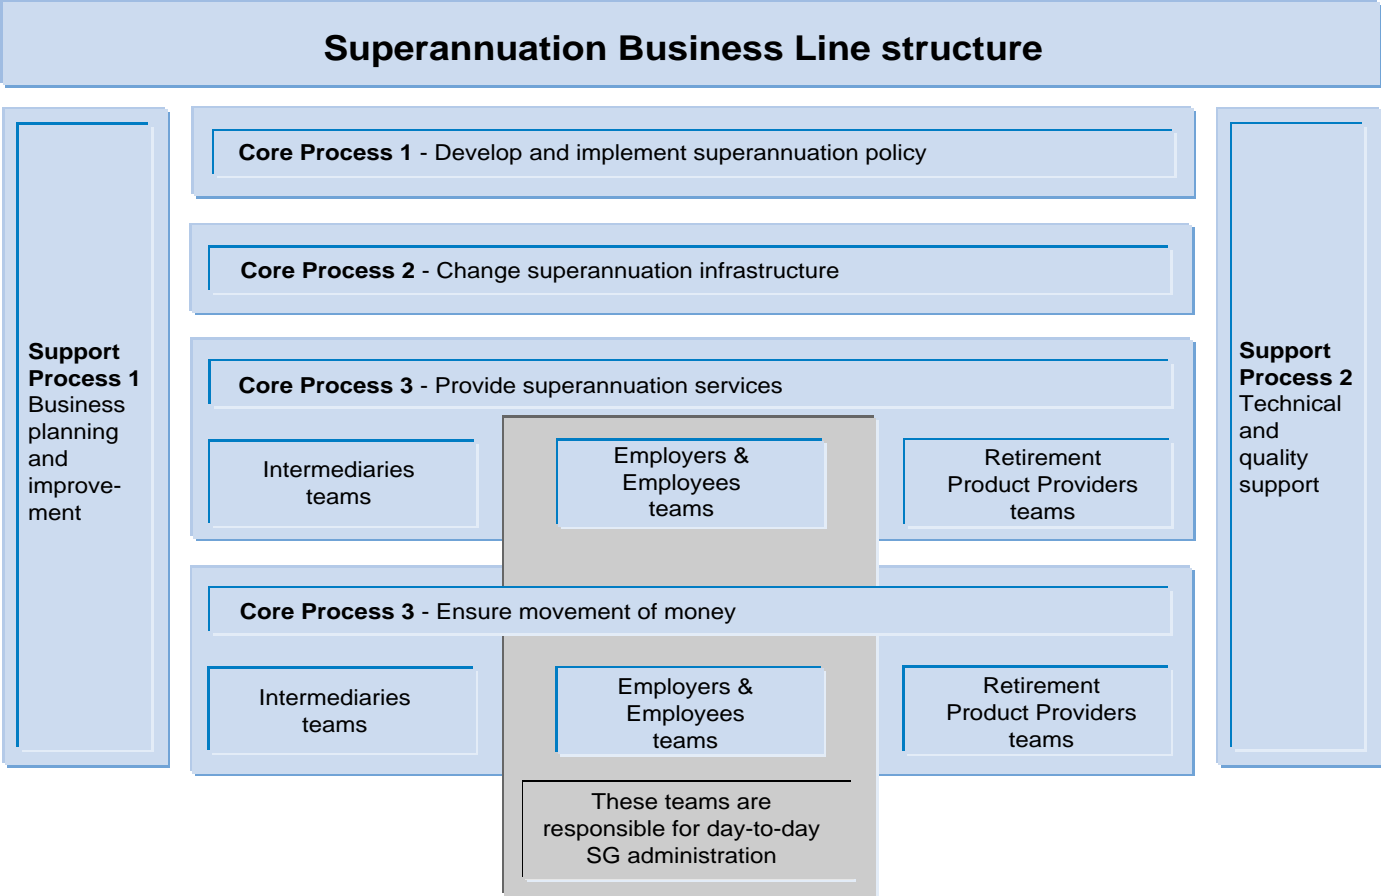 Superannuation Business Line structure
Support
Process 1
Business
planning
and
improve-
ment
Core Process 1 - Develop and implement superannuation policy
Core Process 2 - Change superannuation infrastructure
Core Process 3 - Provide superannuation services
Intermediaries
teams
Employers &
Employees
teams
Retirement
Product Providers
teams
Core Process 3 - Ensure movement of money
Intermediaries
teams
Employers &
Employees
teams
Retirement
Product Providers
teams
These teams are
responsible for day-to-day
SG administration
Support
Process 2
Technical
and
quality
support